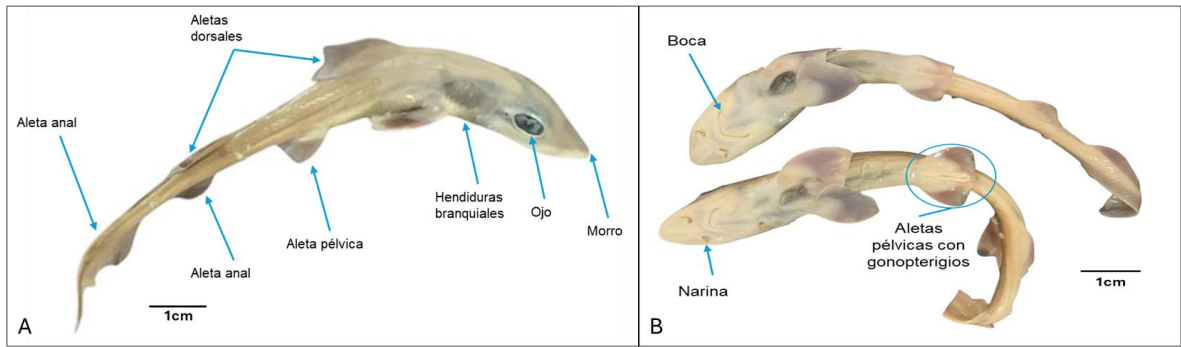 Aletas
dorsales
Aleta anal
Aleta anal
Aleta pélvica
Hendiduras
branquiales
Ojo
Morro
1cm
A
Boca
Narina
Aletas
pélvicas con
gonopterigios
1cm
B